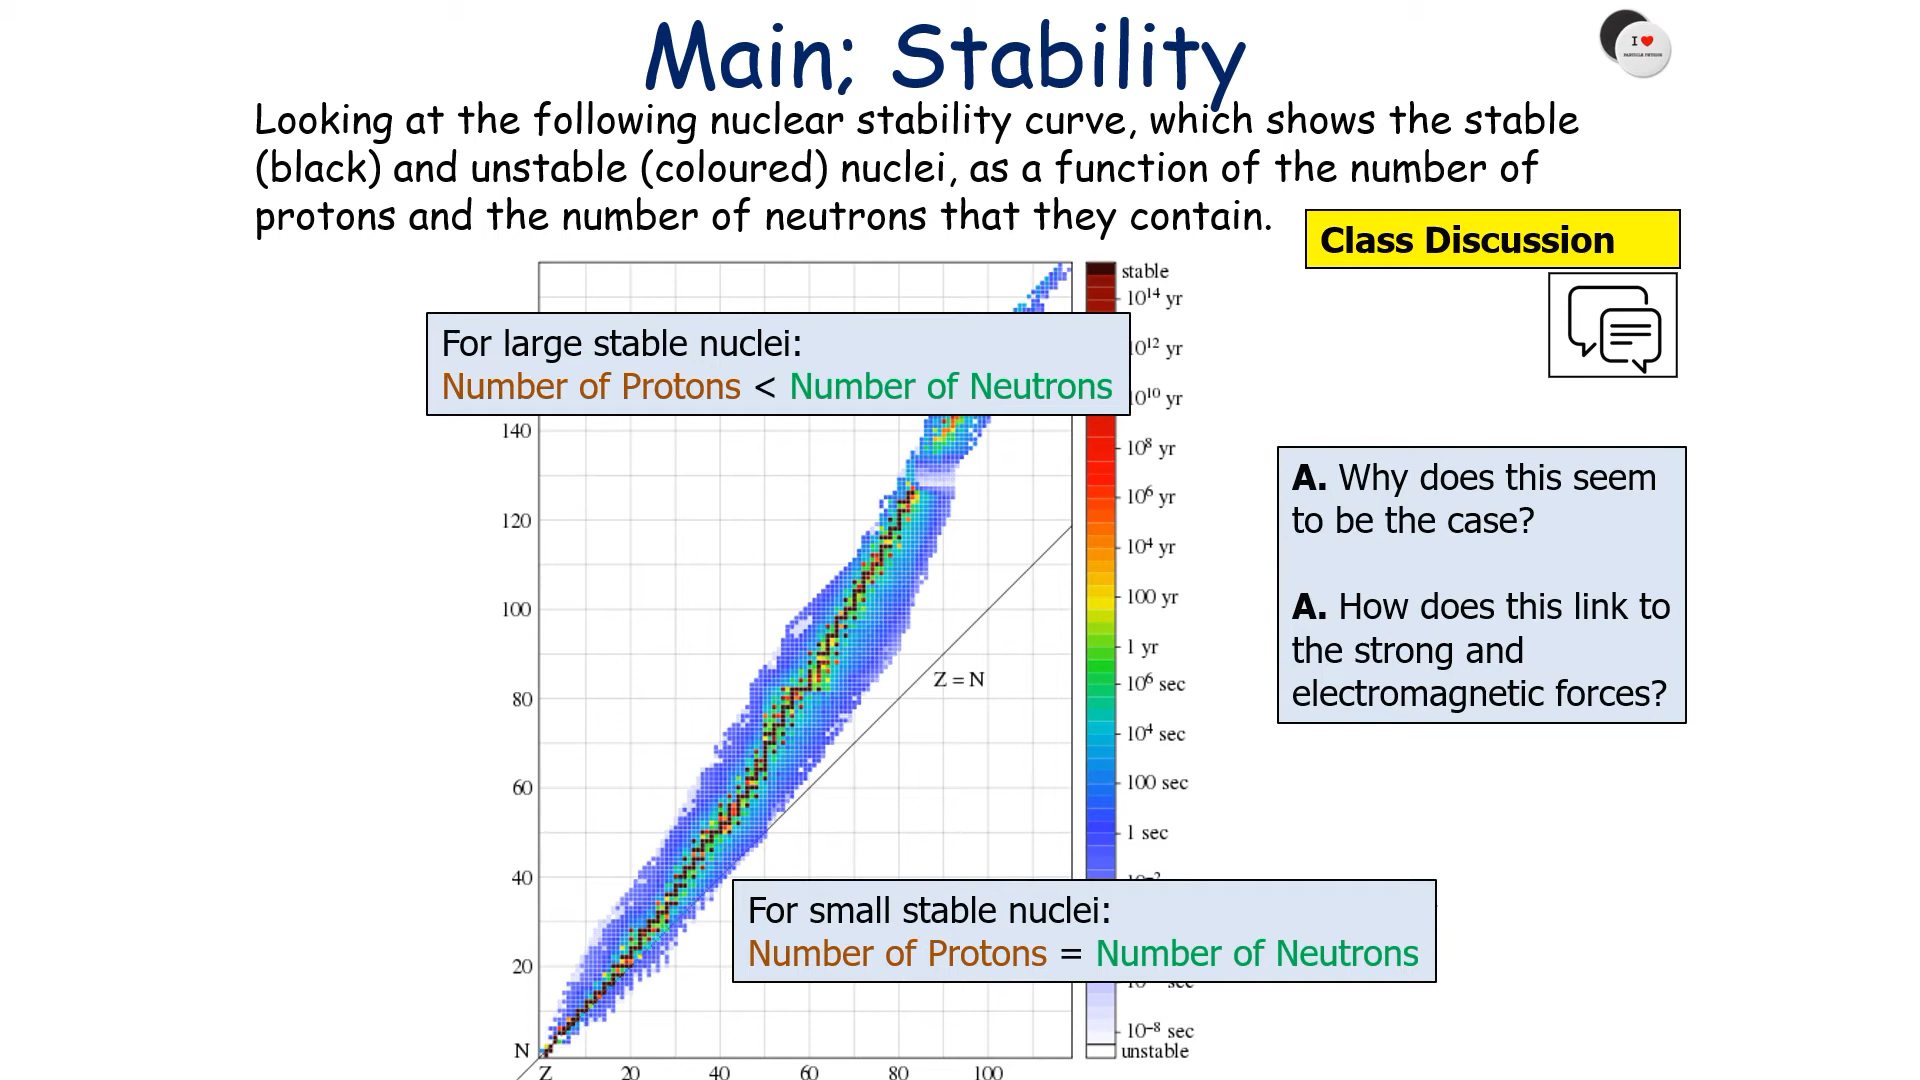 Main; Stability
I ❤
PARTICLE PHYSICS
Looking at the following nuclear stability curve, which shows the stable
(black) and unstable (coloured) nuclei, as a function of the number of
protons and the number of neutrons that they contain.
Class Discussion
stable
10¹⁴ yr
For large stable nuclei:
Number of Protons < Number of Neutrons
10¹² yr
10¹⁰ yr
140
10⁸ yr
10⁶ yr
120
10⁴ yr
100 yr
100
1 yr
Z = N
10⁶ sec
80
10⁴ sec
60
100 sec
1 sec
40
A. Why does this seem
to be the case?
A. How does this link to
the strong and
electromagnetic forces?
For small stable nuclei:
Number of Protons = Number of Neutrons
20
10⁻⁸ sec
N
unstable
Z 20 40 60 80 100